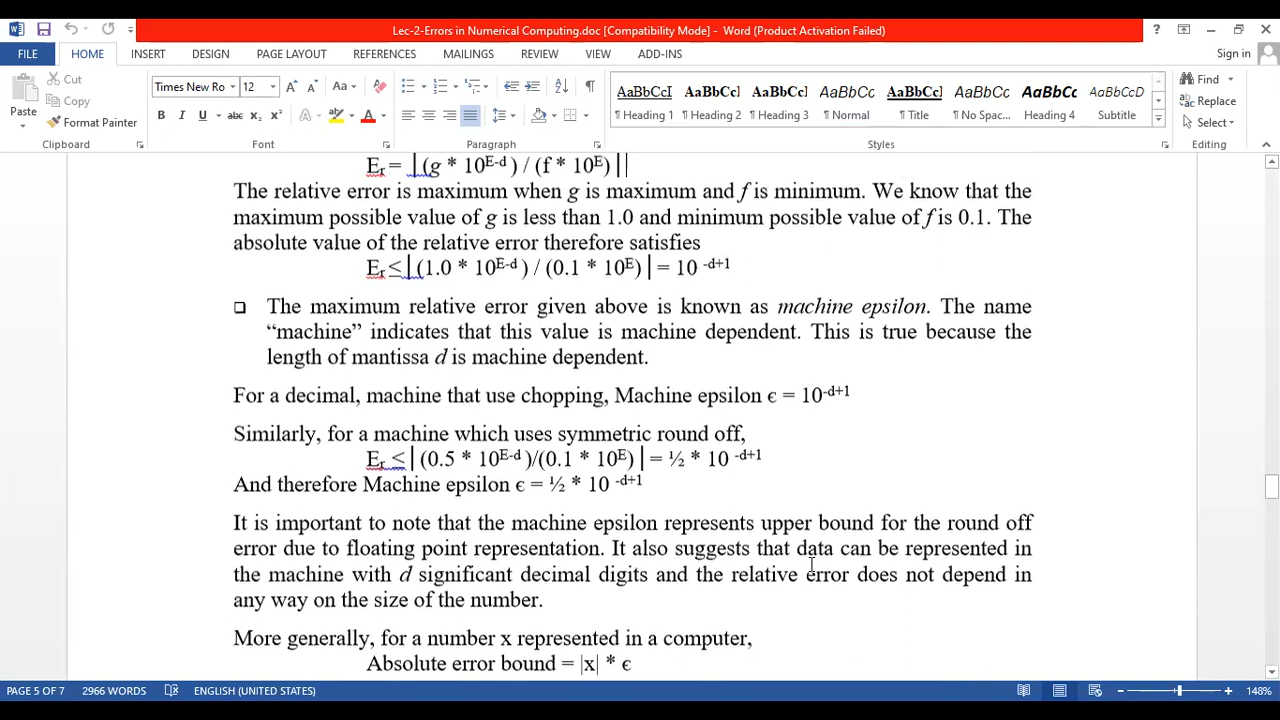 Lec-2-Errors in Numerical Computing.doc [Compatibility Mode] - Word (Product Activation Failed)
FILE HOME INSERT DESIGN PAGE LAYOUT REFERENCES MAILINGS REVIEW VIEW ADD-INS Sign in
Cut
Copy
Format Painter
Paste
Times New Ro 12
AaBbCcI AaBbCcl AaBbCcl AaBbCc AaBbCcl AaBbCc AaBbCc AaBbCcD
¶ Heading 1 ¶ Heading 2 ¶ Heading 3 ¶ Normal ¶ Title ¶ No Spac... Heading 4 Subtitle
Find
Replace
Select
Clipboard Font Paragraph Styles Editing
Er = |(g * 10^E-d ) / (f * 10^E)|
The relative error is maximum when g is maximum and f is minimum. We know that the
maximum possible value of g is less than 1.0 and minimum possible value of f is 0.1. The
absolute value of the relative error therefore satisfies
Er ≤ |(1.0 * 10^E-d ) / (0.1 * 10^E)| = 10 ^-d+1
❑ The maximum relative error given above is known as machine epsilon. The name
“machine” indicates that this value is machine dependent. This is true because the
length of mantissa d is machine dependent.
For a decimal, machine that use chopping, Machine epsilon є = 10^-d+1
Similarly, for a machine which uses symmetric round off,
Er ≤ |(0.5 * 10^E-d )/(0.1 * 10^E)| = ½ * 10 ^-d+1
And therefore Machine epsilon є = ½ * 10 ^-d+1
It is important to note that the machine epsilon represents upper bound for the round off
error due to floating point representation. It also suggests that data can be represented in
the machine with d significant decimal digits and the relative error does not depend in
any way on the size of the number.
More generally, for a number x represented in a computer,
Absolute error bound = |x| * є
PAGE 5 OF 7 2966 WORDS ENGLISH (UNITED STATES) 148%